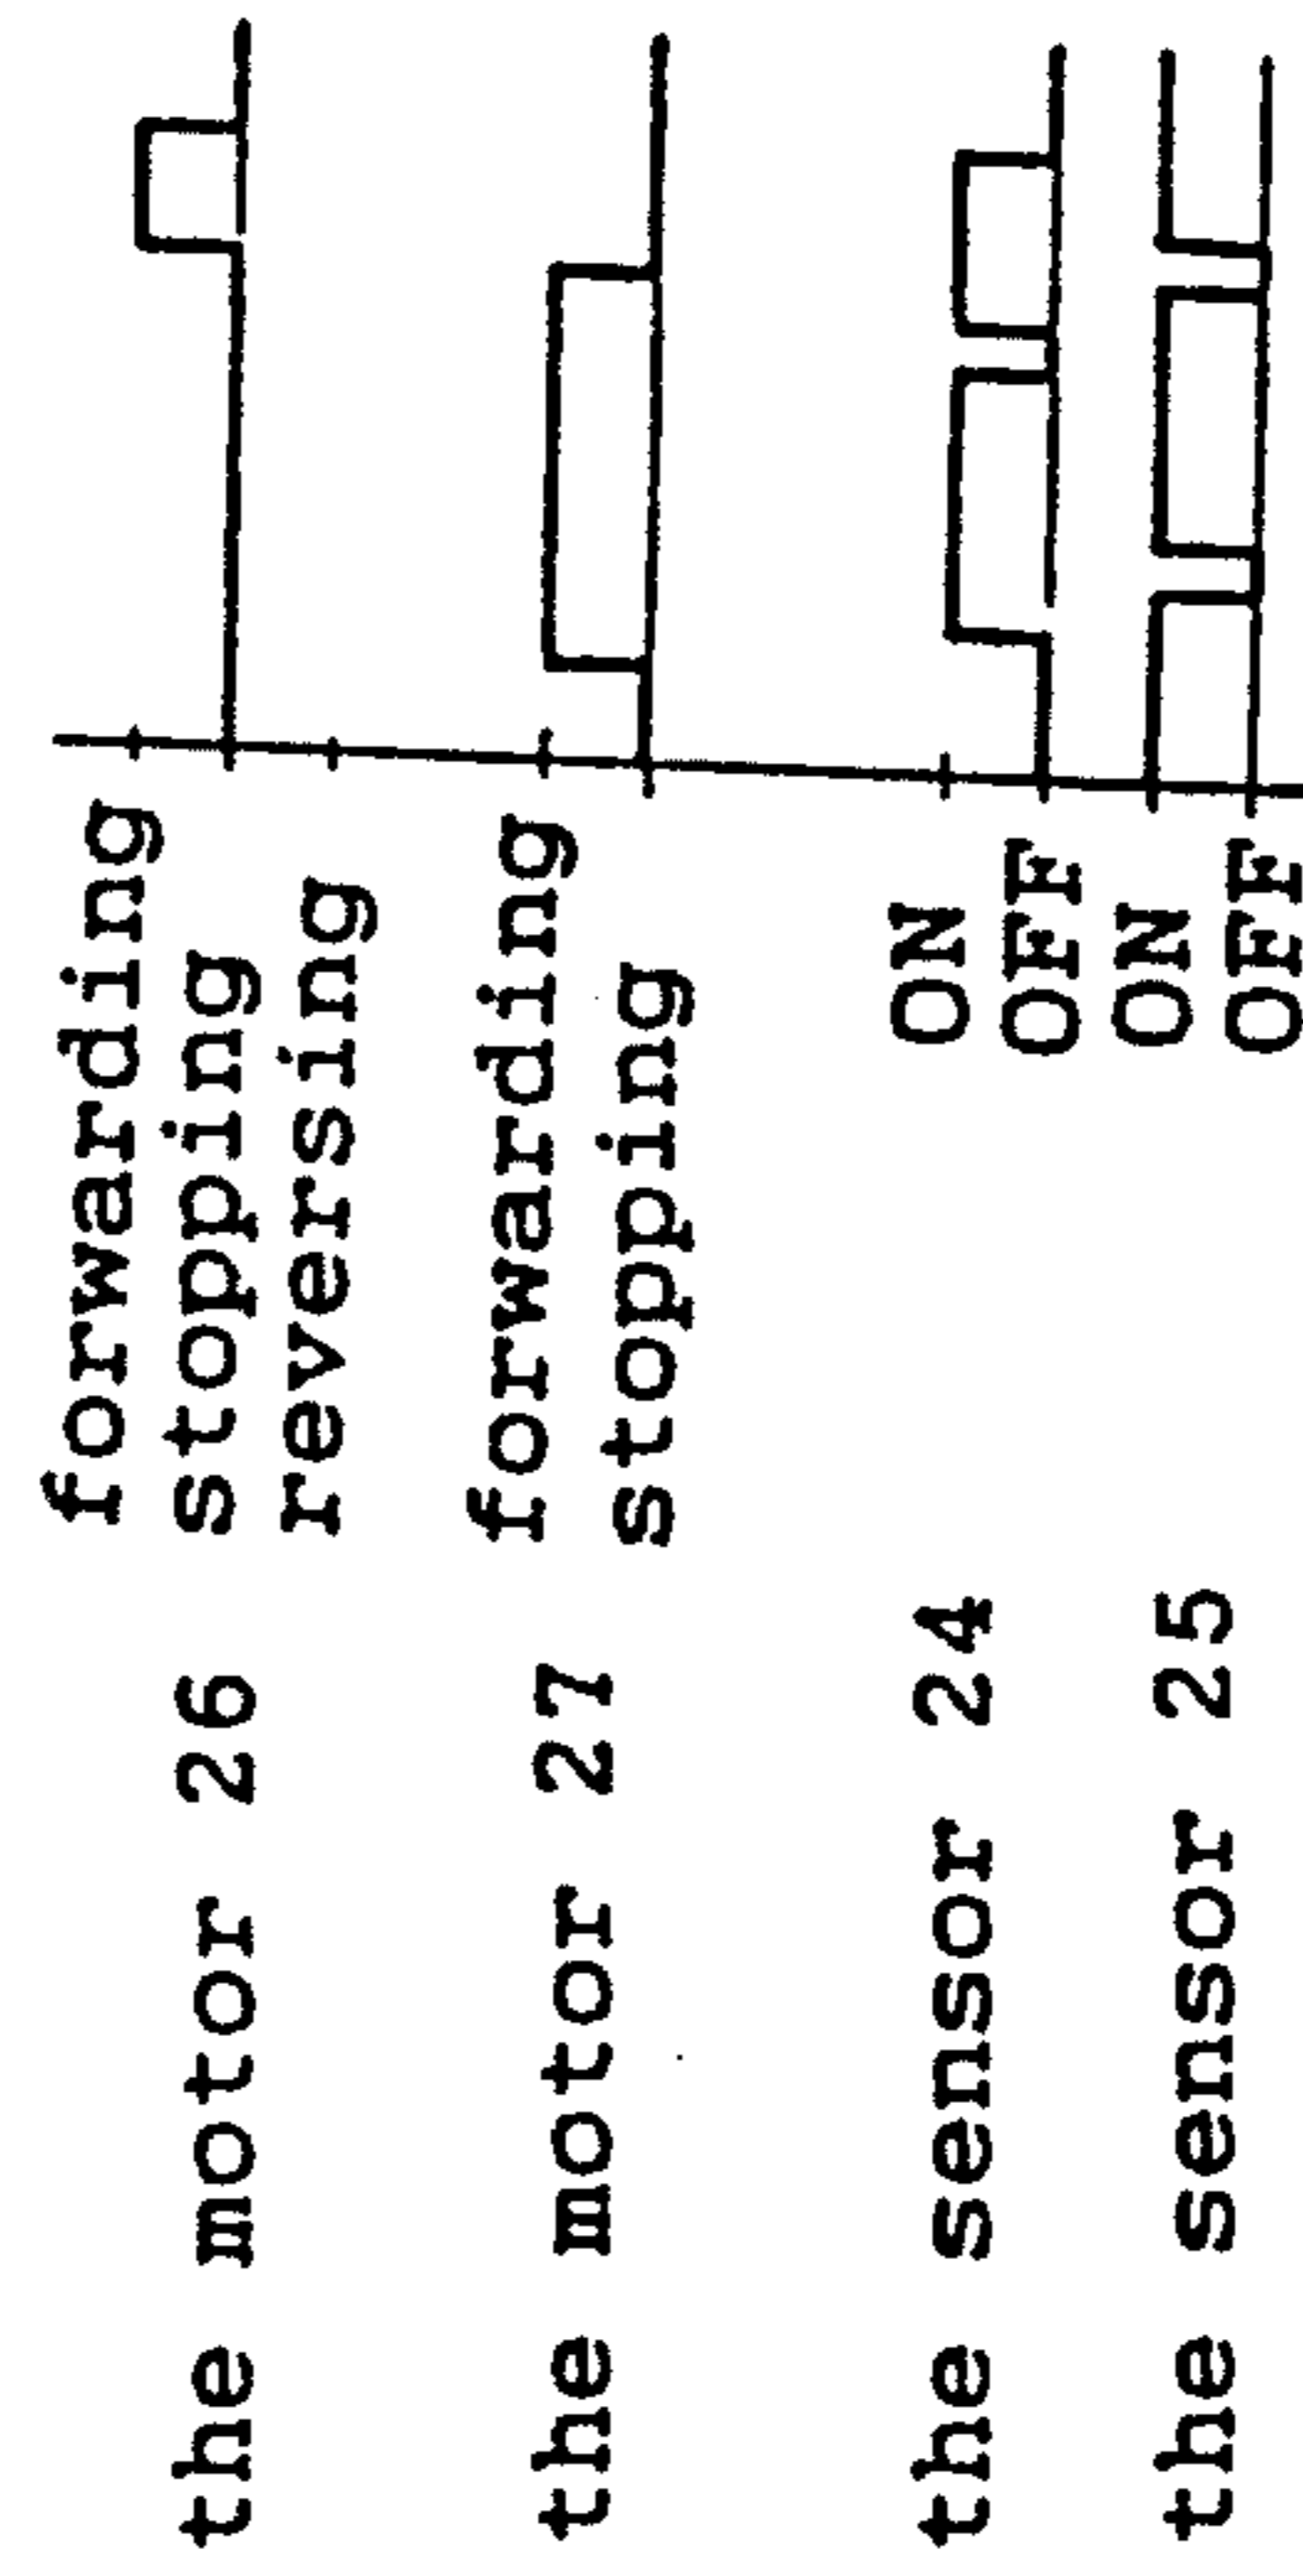 forwarding
the motor 26 stopping
reversing
forwarding
the motor 27 stopping
the sensor 24 ON
OFF
the sensor 25 ON
OFF